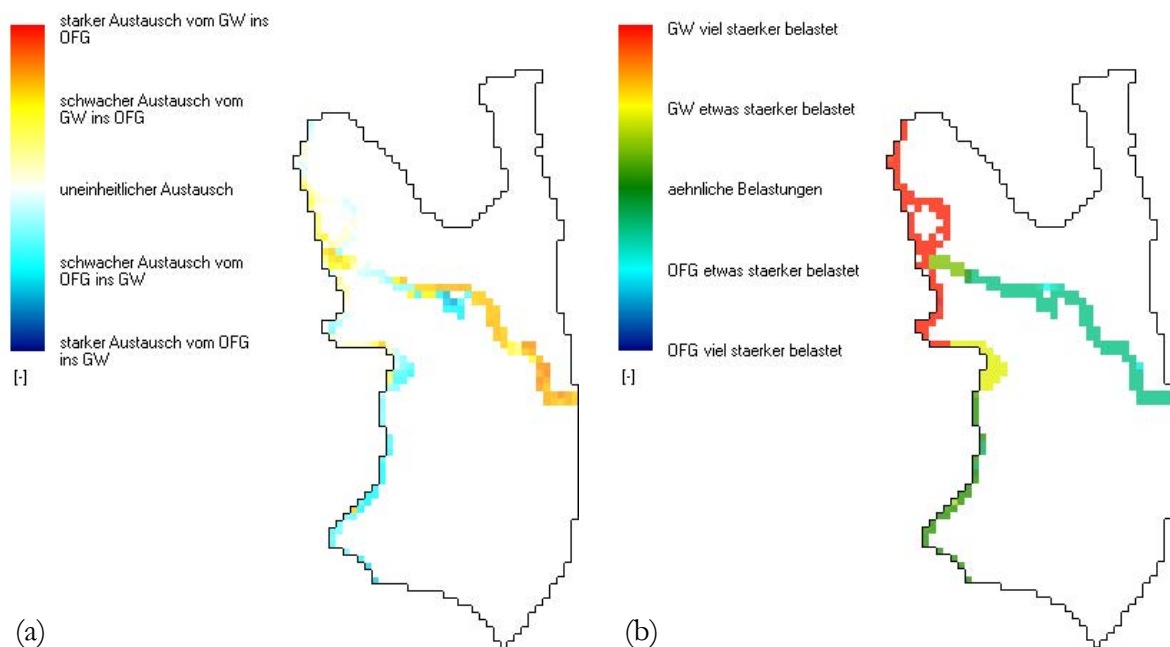 starker Austausch vom GW ins
OFG
schwacher Austausch vom
GW ins OFG
uneinheitlicher Austausch
schwacher Austausch vom
OFG ins GW
starker Austausch vom OFG
ins GW
[-]
(a)
GW viel staerker belastet
GW etwas staerker belastet
aehnliche Belastungen
OFG etwas staerker belastet
OFG viel staerker belastet
[-]
(b)